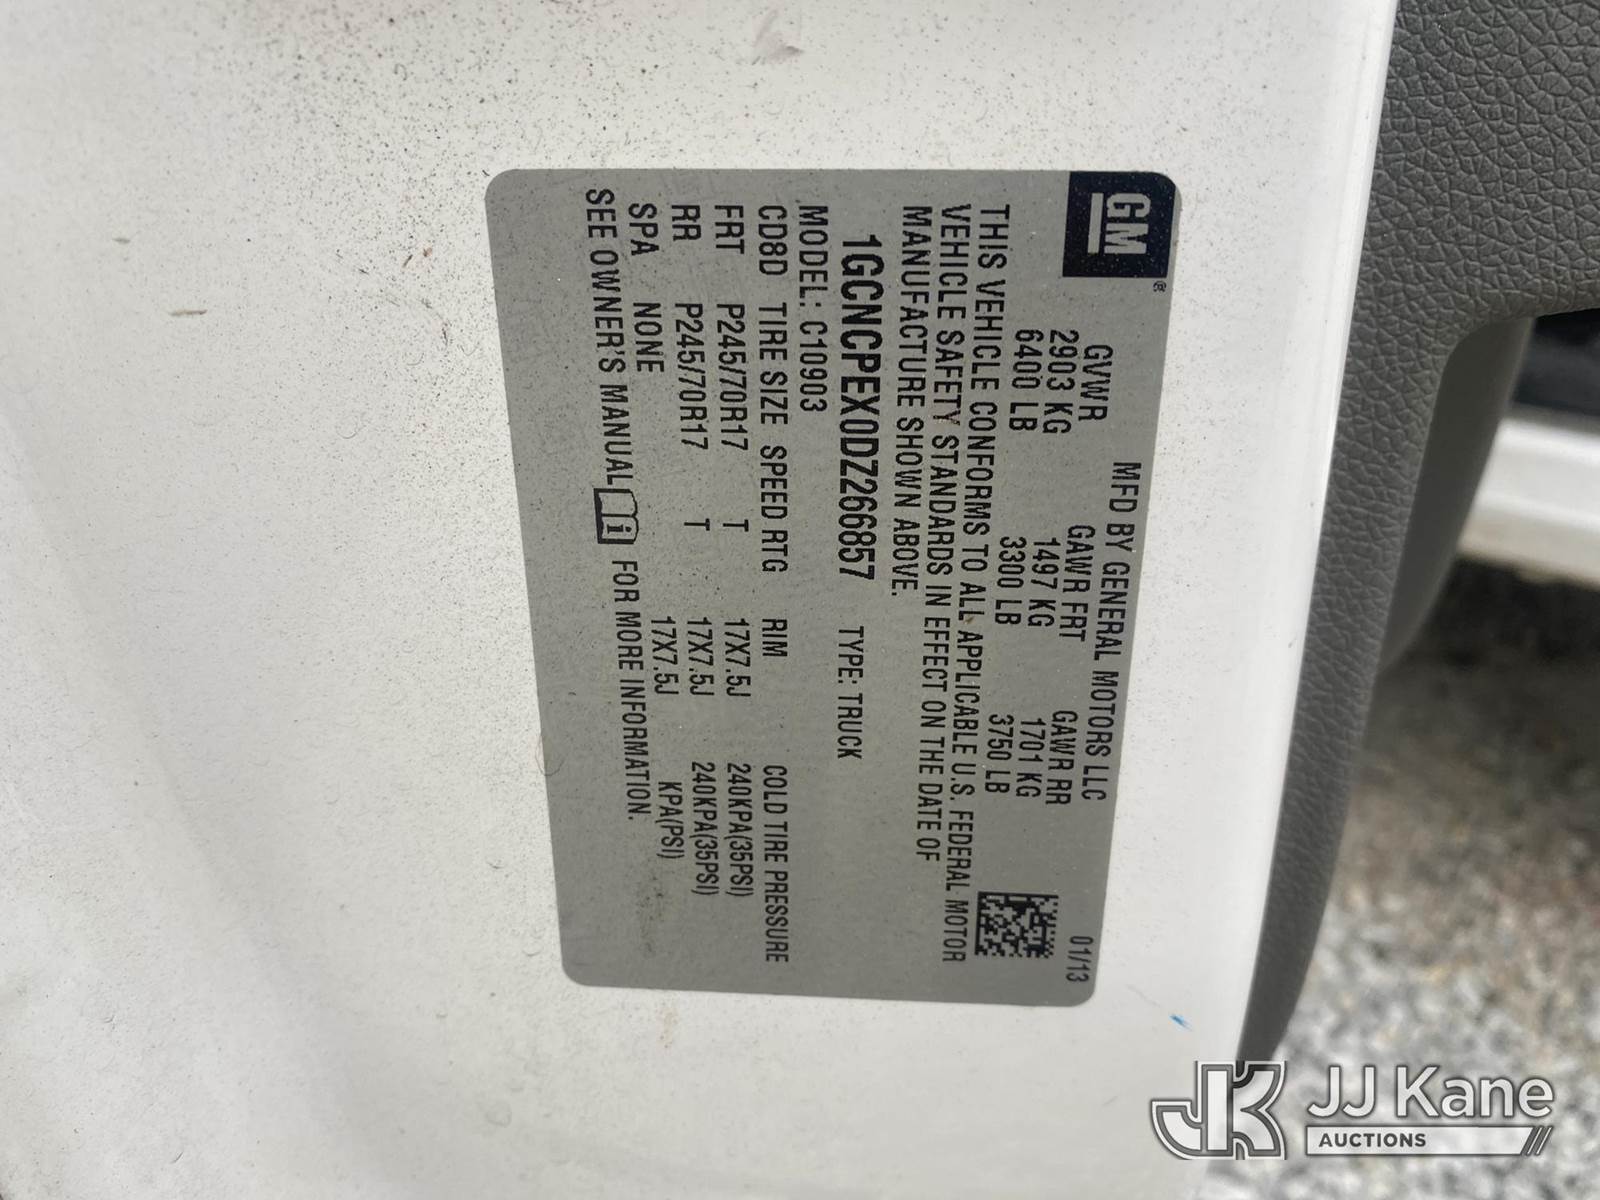 GM
®
MFD BY GENERAL MOTORS LLC 01/13
GVWR GAWR FRT GAWR RR
2903 KG 1497 KG 1701 KG
6400 LB 3300 LB 3750 LB
THIS VEHICLE CONFORMS TO ALL APPLICABLE U.S. FEDERAL MOTOR
VEHICLE SAFETY STANDARDS IN EFFECT ON THE DATE OF
MANUFACTURE SHOWN ABOVE.
1GCNCPEX0DZ266857 TYPE: TRUCK
MODEL: C10903
CD8D TIRE SIZE SPEED RTG RIM COLD TIRE PRESSURE
FRT P245/70R17 T 17X7.5J 240KPA(35PSI)
RR P245/70R17 T 17X7.5J 240KPA(35PSI)
SPA NONE 17X7.5J KPA(PSI)
SEE OWNER'S MANUAL i FOR MORE INFORMATION.
JK JJ Kane
AUCTIONS